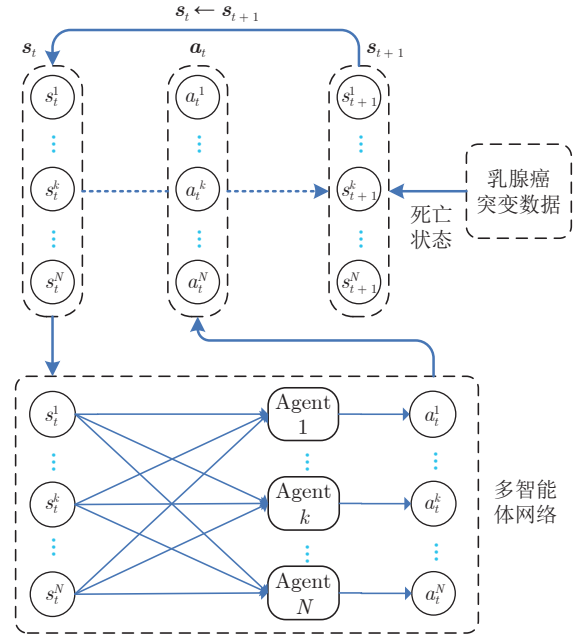 s_t ← s_{t+1}
s_t a_t s_{t+1}
s_t^1 a_t^1 s_{t+1}^1
s_t^k a_t^k s_{t+1}^k
s_t^N a_t^N s_{t+1}^N
死亡
状态
乳腺癌
突变数据
s_t^1 Agent 1 a_t^1
s_t^k Agent k a_t^k
s_t^N Agent N a_t^N
多智能
体网络